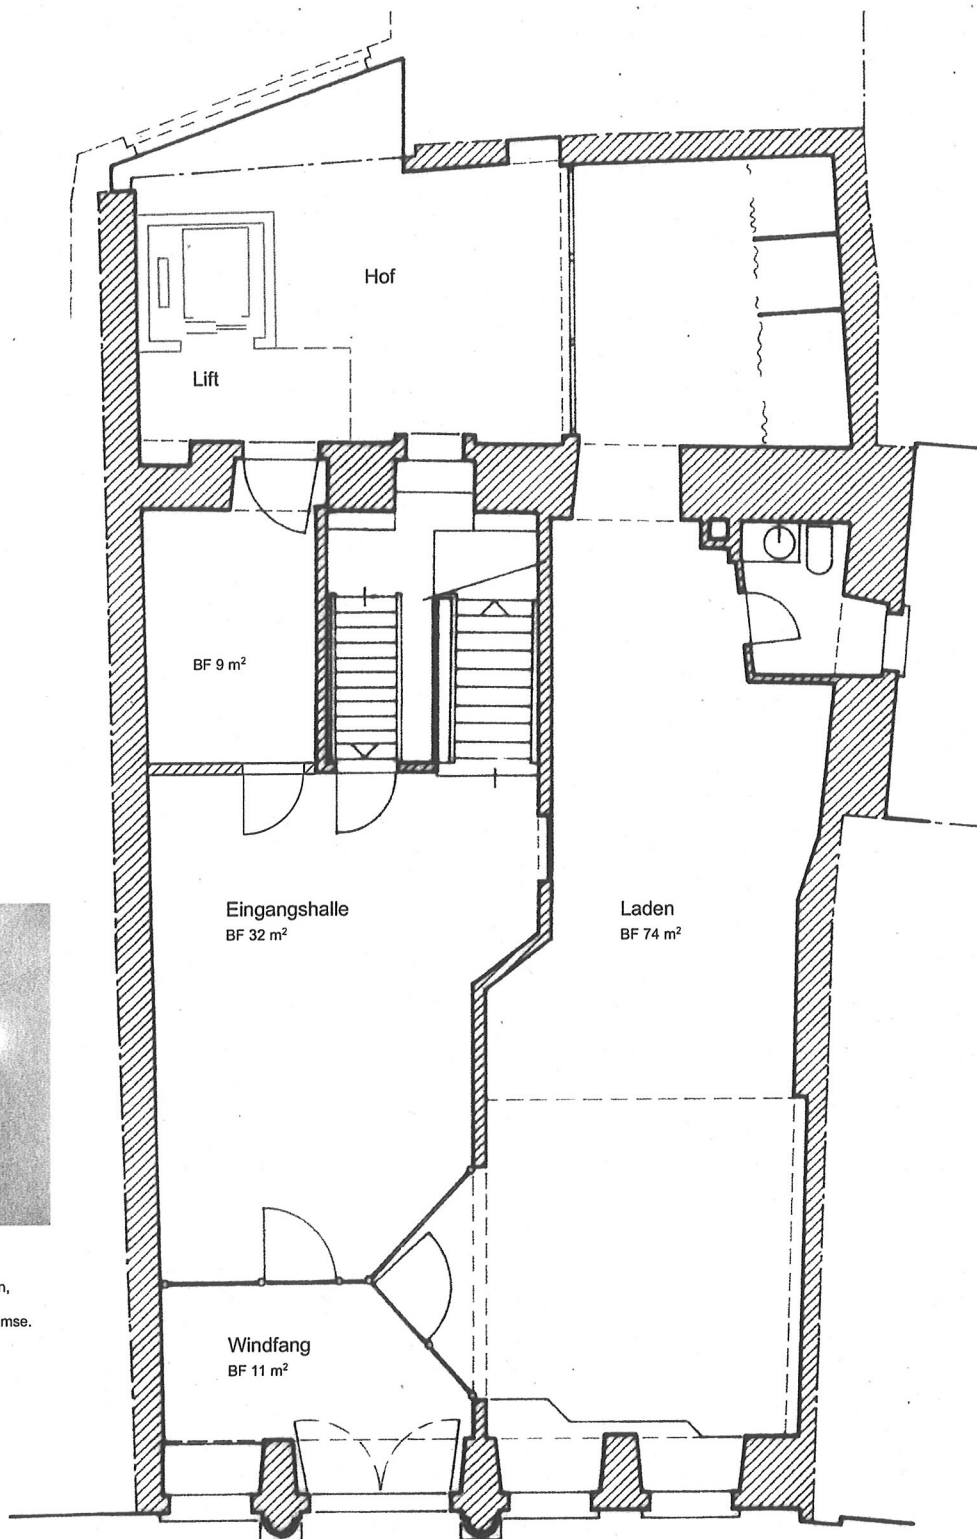 Hof
Lift
BF 9 m²
Eingangshalle
BF 32 m²
Laden
BF 74 m²
n,
mse.
Windfang
BF 11 m²